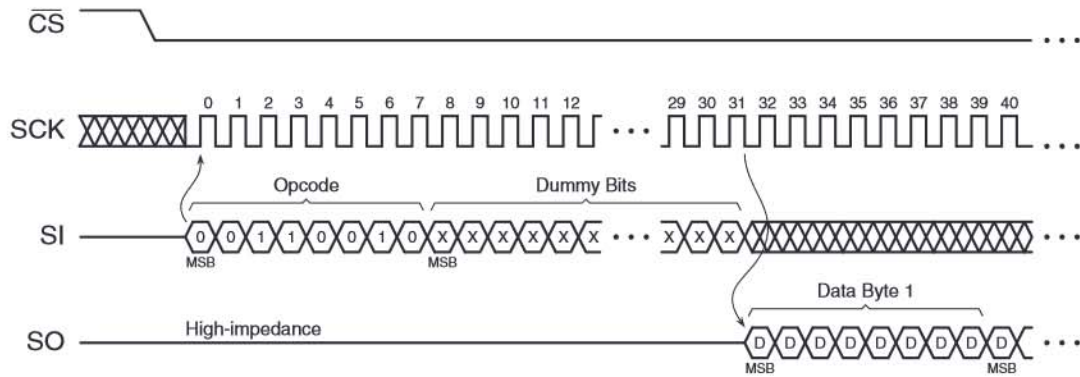 CS
0 1 2 3 4 5 6 7 8 9 10 11 12 29 30 31 32 33 34 35 36 37 38 39 40
SCK
Opcode Dummy Bits
SI 0 0 1 1 0 0 1 0 X X X X X X X X X
MSB MSB
Data Byte 1
High-impedance
SO D D D D D D D D D
MSB MSB